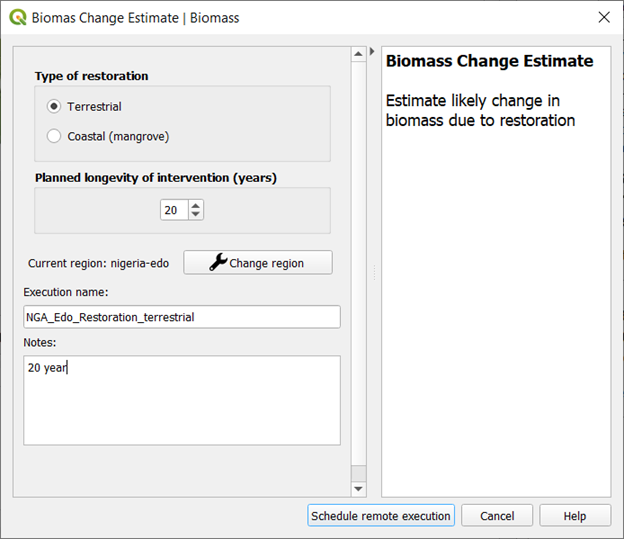 Biomas Change Estimate | Biomass
Type of restoration
Terrestrial
Coastal (mangrove)
Planned longevity of intervention (years)
20
Current region: nigeria-edo
Change region
Execution name:
NGA_Edo_Restoration_terrestrial
Notes:
20 year
Biomass Change Estimate
Estimate likely change in
biomass due to restoration
Schedule remote execution
Cancel
Help